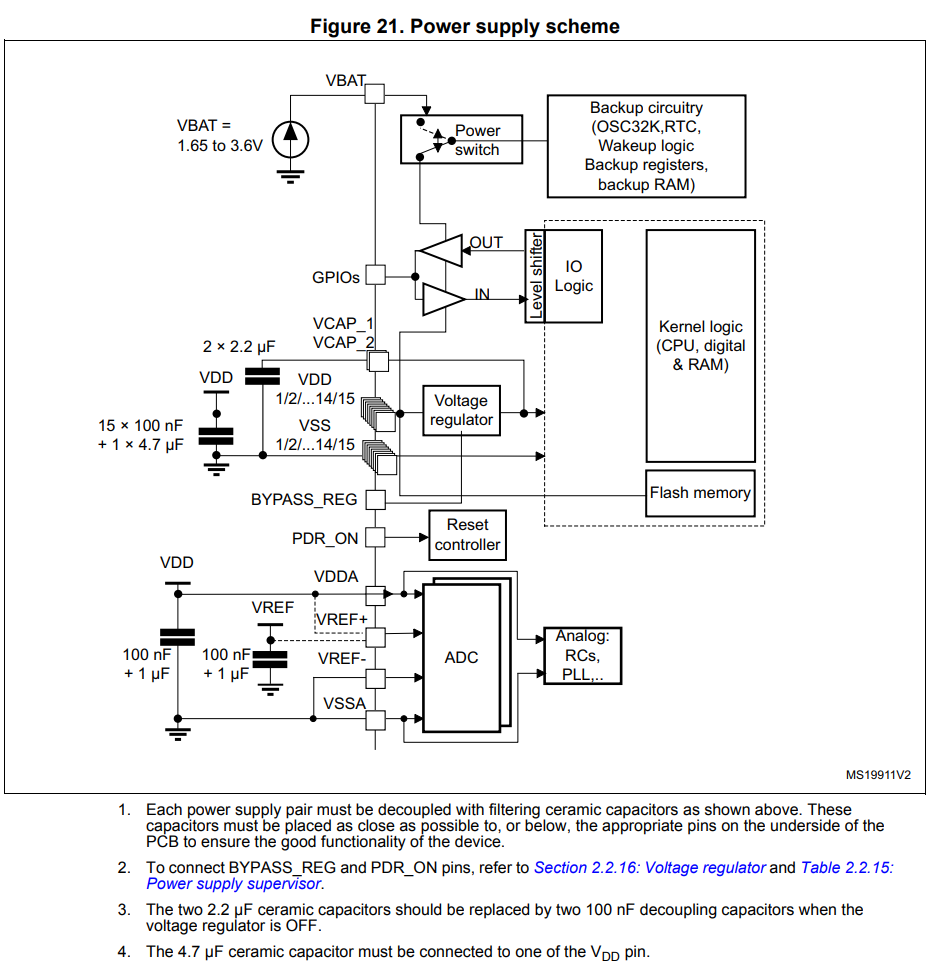 Figure 21. Power supply scheme
VBAT
VBAT =
1.65 to 3.6V
Power
switch
Backup circuitry
(OSC32K,RTC,
Wakeup logic
Backup registers,
backup RAM)
OUT
GPIOs
IN
Level shifter
IO
Logic
Kernel logic
(CPU, digital
& RAM)
VCAP_1
VCAP_2
2 × 2.2 µF
VDD
VDD
1/2/...14/15
Voltage
regulator
15 × 100 nF
+ 1 × 4.7 µF
VSS
1/2/...14/15
Flash memory
BYPASS_REG
PDR_ON
Reset
controller
VDD
VDDA
VREF
VREF+
100 nF
+ 1 µF
100 nF
+ 1 µF
VREF-
ADC
Analog:
RCs,
PLL,..
VSSA
MS19911V2
1. Each power supply pair must be decoupled with filtering ceramic capacitors as shown above. These
capacitors must be placed as close as possible to, or below, the appropriate pins on the underside of the
PCB to ensure the good functionality of the device.
2. To connect BYPASS_REG and PDR_ON pins, refer to Section 2.2.16: Voltage regulator and Table 2.2.15:
Power supply supervisor.
3. The two 2.2 µF ceramic capacitors should be replaced by two 100 nF decoupling capacitors when the
voltage regulator is OFF.
4. The 4.7 µF ceramic capacitor must be connected to one of the VDD pin.